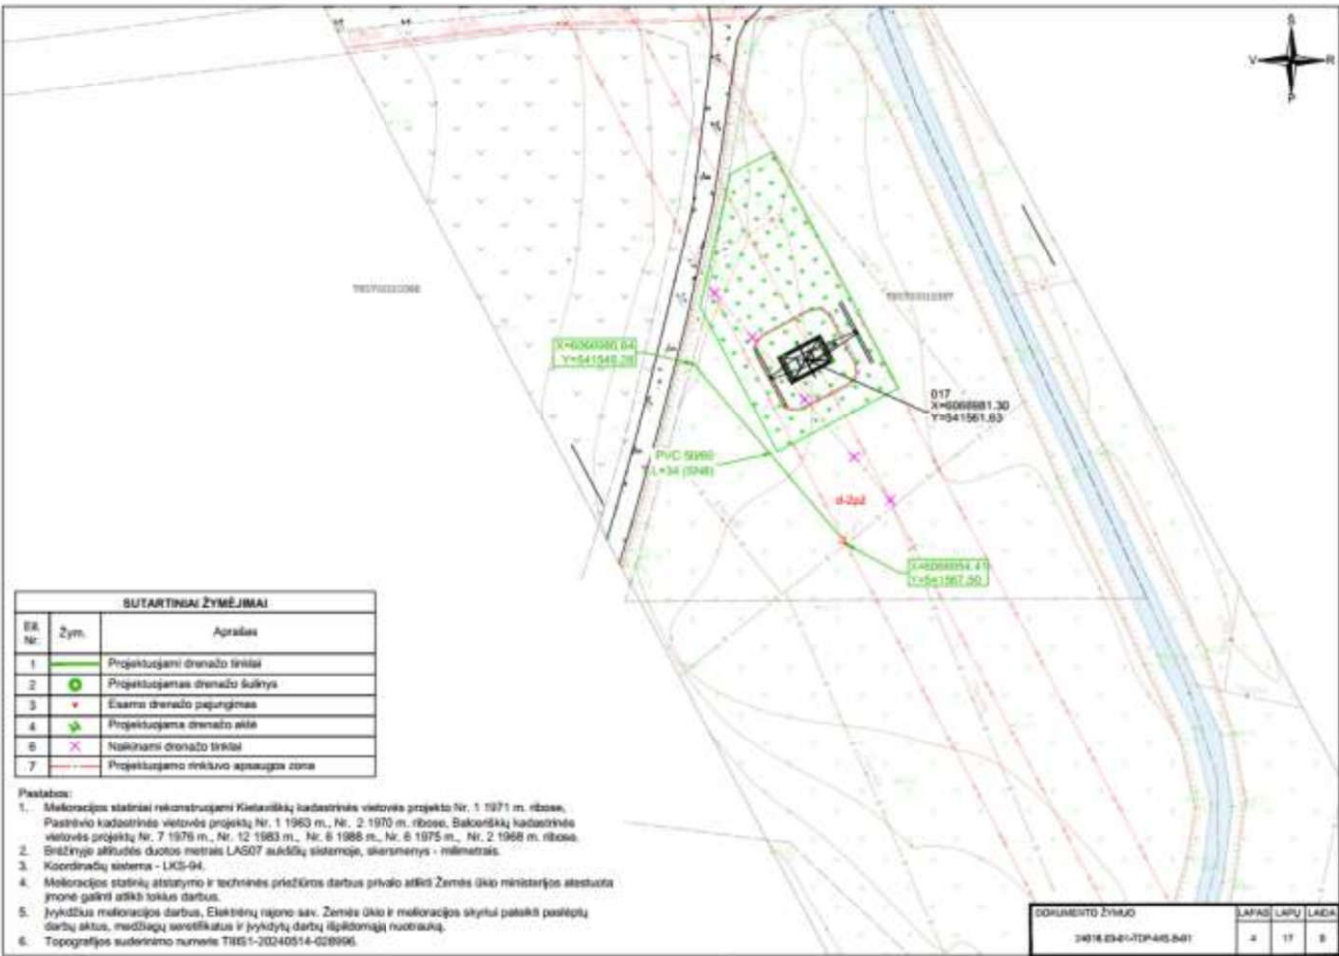 S
V
R
P
X=6068981.30
Y=541561.63
017
PVC 50/60
L=34 (SN8)
d-2p2
Y=541567.50
SUTARTINIAI ŽYMĖJIMAI
Eil. Nr.
Žym.
Aprašas
1 Projektuojami drenažo tinklai
2 Projektuojamas drenažo šulinys
3 Esamo drenažo pajungimas
4 Projektuojama drenažo aklė
6 Naikinami drenažo tinklai
7 Projektuojamo rinktuvo apsaugos zona
Pastabos:
1. Melioracijos statiniai rekonstruojami Kietaviškių kadastrinės vietovės projekto Nr. 1 1971 m. ribose,
Pastrėvio kadastrinės vietovės projektų Nr. 1 1963 m., Nr. 2 1970 m. ribose, Balceriškių kadastrinės
vietovės projektų Nr. 7 1976 m., Nr. 12 1983 m., Nr. 6 1988 m., Nr. 6 1975 m., Nr. 2 1968 m. ribose.
2. Brėžinyje altitudės duotos metrais LAS07 aukščių sistemoje, skersmenys - milimetrais.
3. Koordinačių sistema - LKS-94.
4. Melioracijos statinių atstatymo ir techninės priežiūros darbus privalo atlikti Žemės ūkio ministerijos atestuota
įmonė galinti atlikti tokius darbus.
5. Įvykdžius melioracijos darbus, Elektrėnų rajono sav. Žemės ūkio ir melioracijos skyriui pateikti paslėptų
darbų aktus, medžiagų sertifikatus ir įvykdytų darbų išpildomąją nuotrauką.
6. Topografijos suderinimo numeris TIIIS1-20240514-028996.
DOKUMENTO ŽYMUO
LAPAS LAPŲ LAIDA
4 17